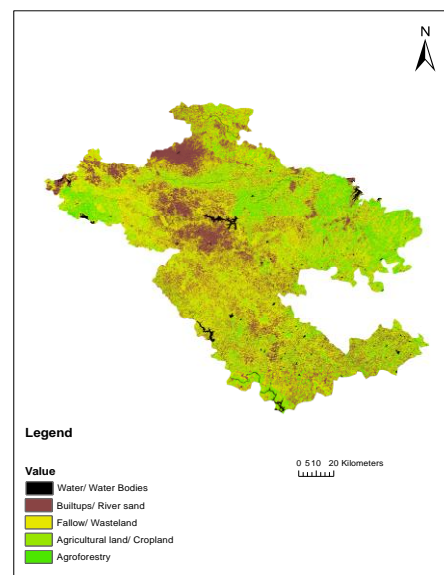 N
Legend
Value
Water/ Water Bodies
Builtups/ River sand
Fallow/ Wasteland
Agricultural land/ Cropland
Agroforestry
0 5 10 20 Kilometers